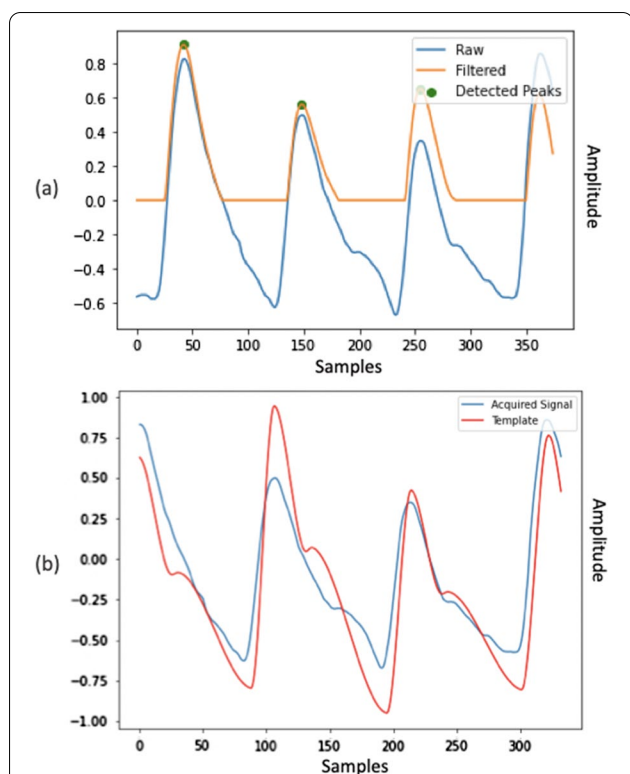 Raw
Filtered
Detected Peaks
0.8
0.6
0.4
0.2
0.0
−0.2
−0.4
−0.6
(a)
Amplitude
0 50 100 150 200 250 300 350
Samples
Acquired Signal
Template
1.00
0.75
0.50
0.25
0.00
−0.25
−0.50
−0.75
−1.00
(b)
Amplitude
0 50 100 150 200 250 300
Samples